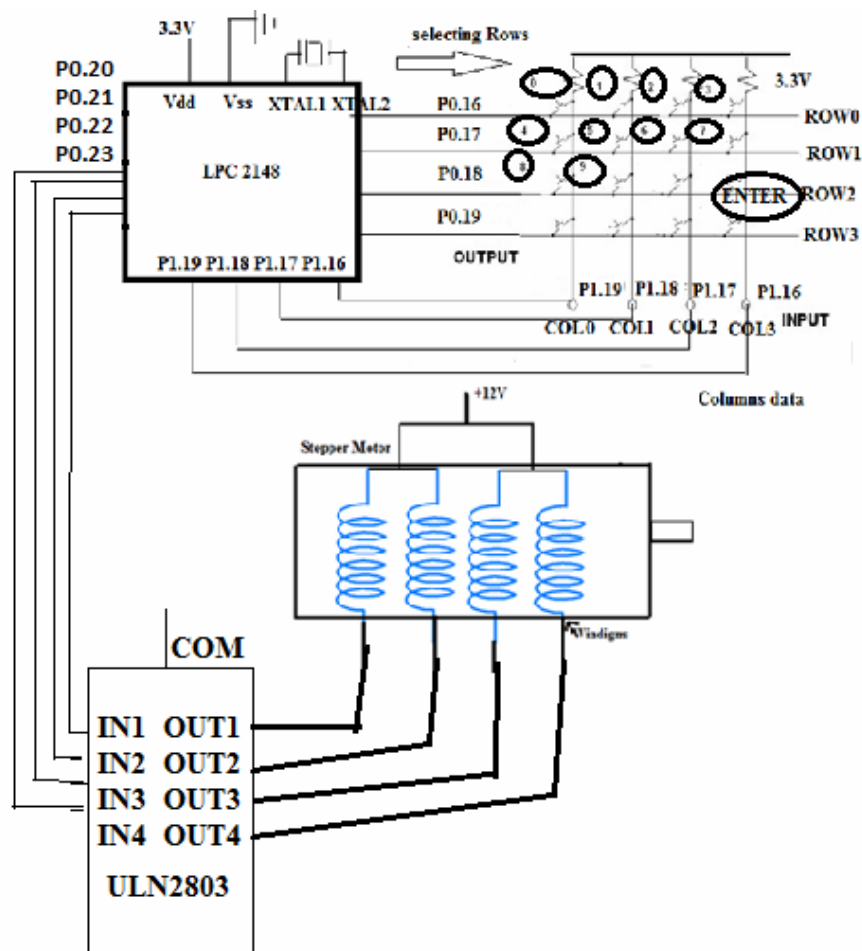 3.3V
selecting Rows
P0.20
P0.21
P0.22
P0.23
Vdd Vss XTAL1 XTAL2
LPC 2148
P1.19 P1.18 P1.17 P1.16
P0.16
P0.17
P0.18
P0.19
OUTPUT
0 1 2 3
3.3V
4 5 6 7
8 9
ENTER
ROW0
ROW1
ROW2
ROW3
P1.19 P1.18 P1.17 P1.16
COL0 COL1 COL2 COL3 INPUT
Columns data
+12V
Stepper Motor
Windigns
COM
IN1 OUT1
IN2 OUT2
IN3 OUT3
IN4 OUT4
ULN2803